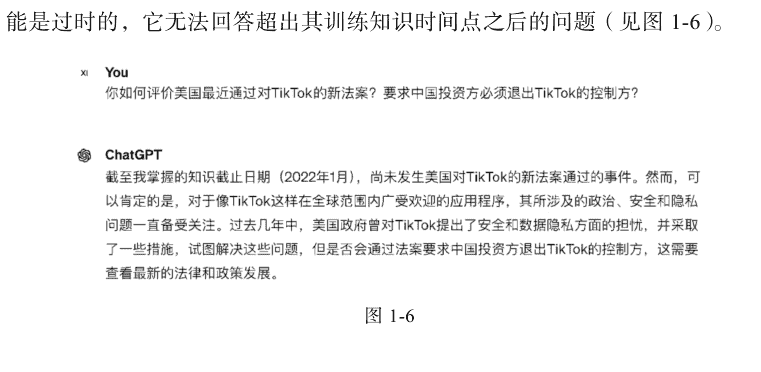 能是过时的，它无法回答超出其训练知识时间点之后的问题（见图 1-6）。
XI You
你如何评价美国最近通过对TikTok的新法案？要求中国投资方必须退出TikTok的控制方？
ChatGPT
截至我掌握的知识截止日期（2022年1月），尚未发生美国对TikTok的新法案通过的事件。然而，可
以肯定的是，对于像TikTok这样在全球范围内广受欢迎的应用程序，其所涉及的政治、安全和隐私
问题一直备受关注。过去几年中，美国政府曾对TikTok提出了安全和数据隐私方面的担忧，并采取
了一些措施，试图解决这些问题，但是否会通过法案要求中国投资方退出TikTok的控制方，这需要
查看最新的法律和政策发展。
图 1-6